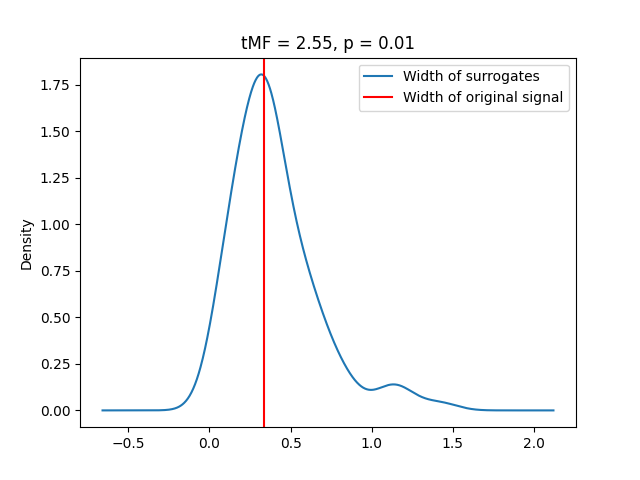 tMF = 2.55, p = 0.01
Width of surrogates
Width of original signal
Density
1.75
1.50
1.25
1.00
0.75
0.50
0.25
0.00
−0.5 0.0 0.5 1.0 1.5 2.0